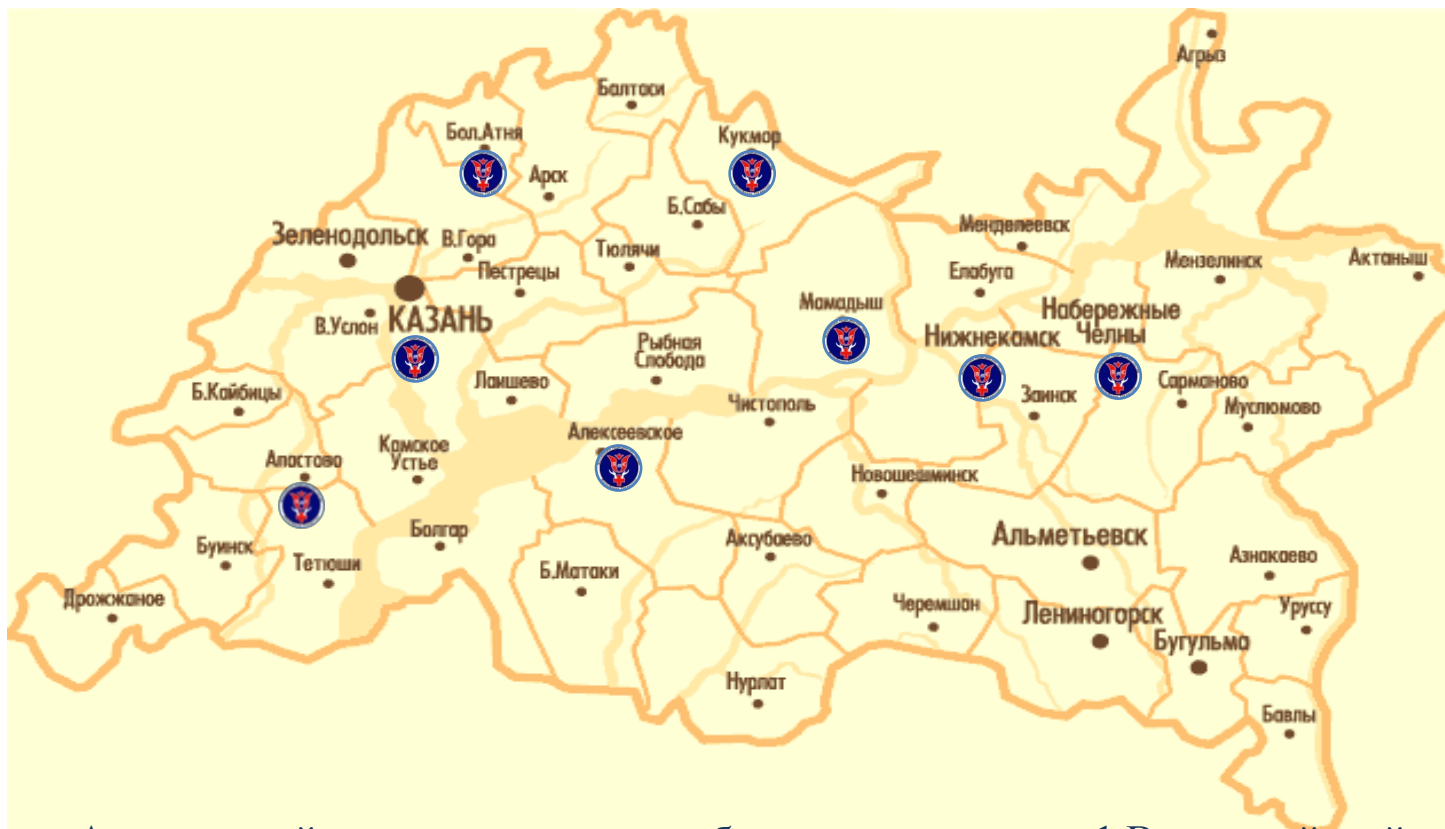 Агрыз
Балтаси
Бол.Атня
Кукмор
Арск
Б.Сабы
Менделеевск
Зеленодольск
В.Гора
Тюлячи
Актаныш
Мензелинск
Пестрецы
Елабуга
Мамадыш
Набережные
Челны
КАЗАНЬ
В.Услон
Нижнекамск
Рыбная
Слобода
Лаишево
Сарманово
Б.Кайбицы
Заинск
Чистополь
Муслюмово
Алексеевское
Камское
Устье
Апастово
Новошешминск
Болгар
Аксубаево
Альметьевск
Буинск
Тетюши
Азнакаево
Б.Матаки
Дрожжаное
Черемшан
Лениногорск
Уруссу
Бугульма
Нурлат
Бавлы